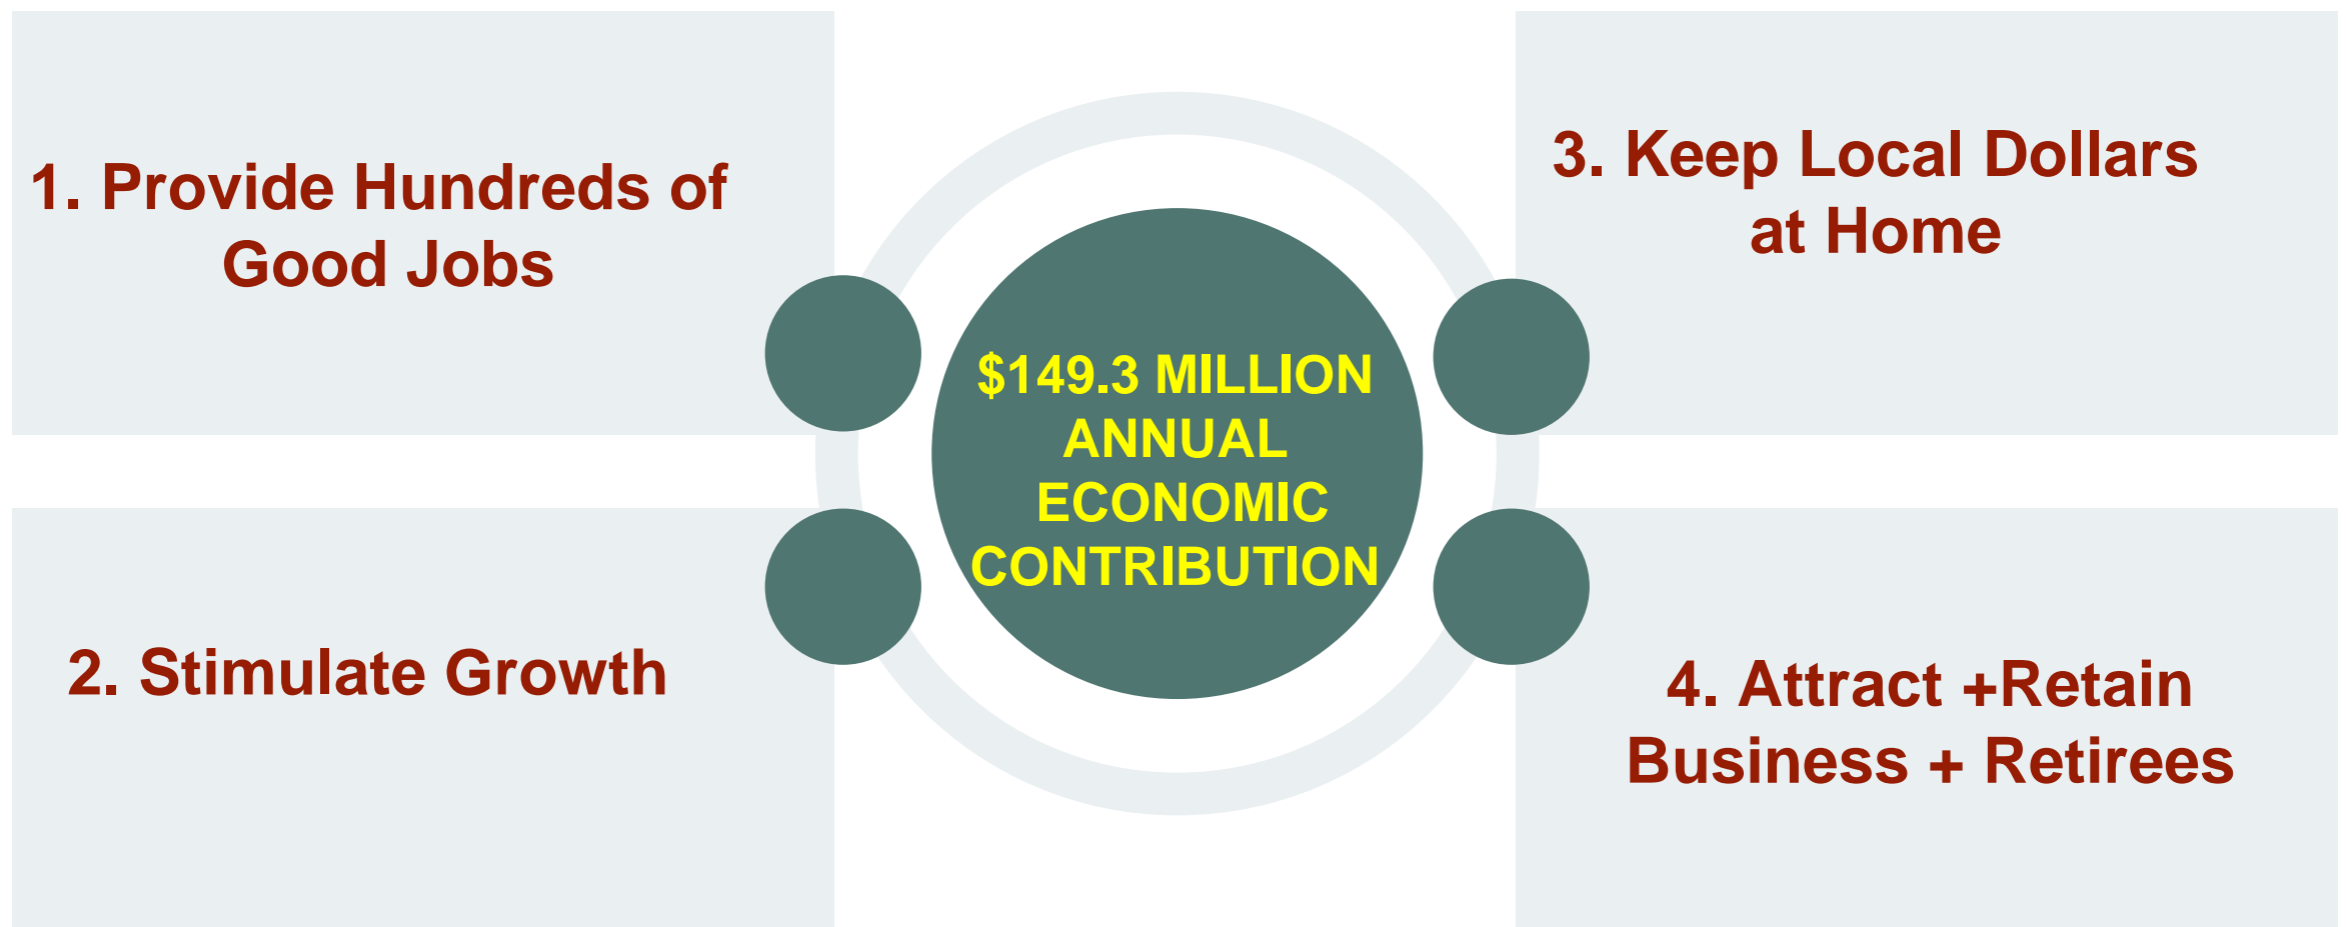 1. Provide Hundreds of
Good Jobs
2. Stimulate Growth
$149.3 MILLION
ANNUAL
ECONOMIC
CONTRIBUTION
3. Keep Local Dollars
at Home
4. Attract +Retain
Business + Retirees